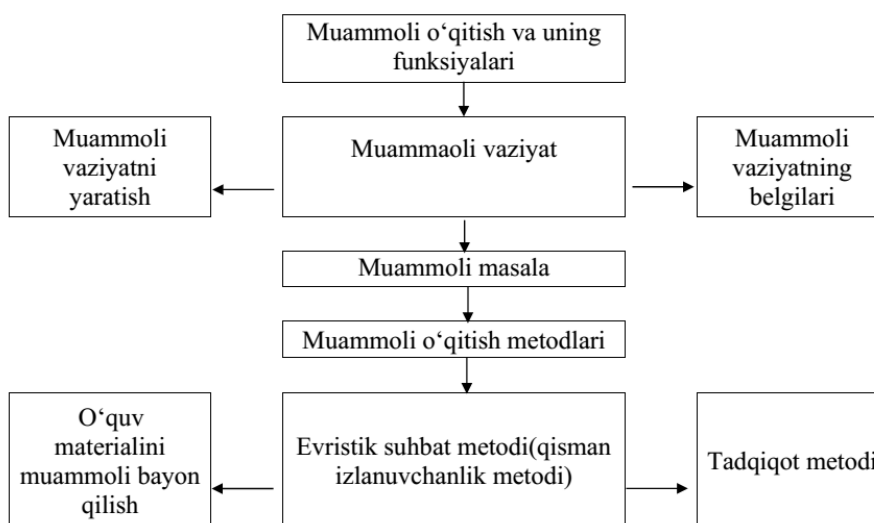 Muammoli o‘qitish va uning
funksiyalari
Muammoli
vaziyatni
yaratish
Muammaoli vaziyat
Muammoli
vaziyatning
belgilari
Muammoli masala
Muammoli o‘qitish metodlari
O‘quv
materialini
muammoli bayon
qilish
Evristik suhbat metodi(qisman
izlanuvchanlik metodi)
Tadqiqot metodi